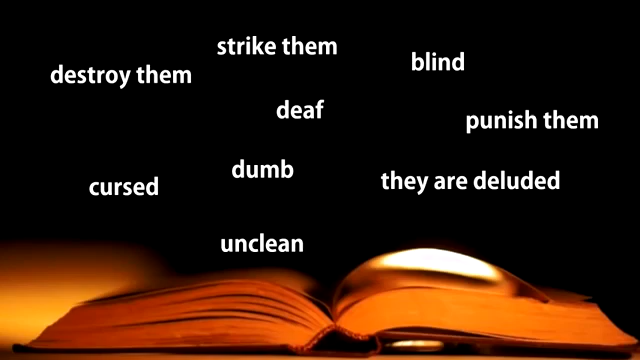 strike them
blind
destroy them
deaf
punish them
dumb
they are deluded
cursed
unclean